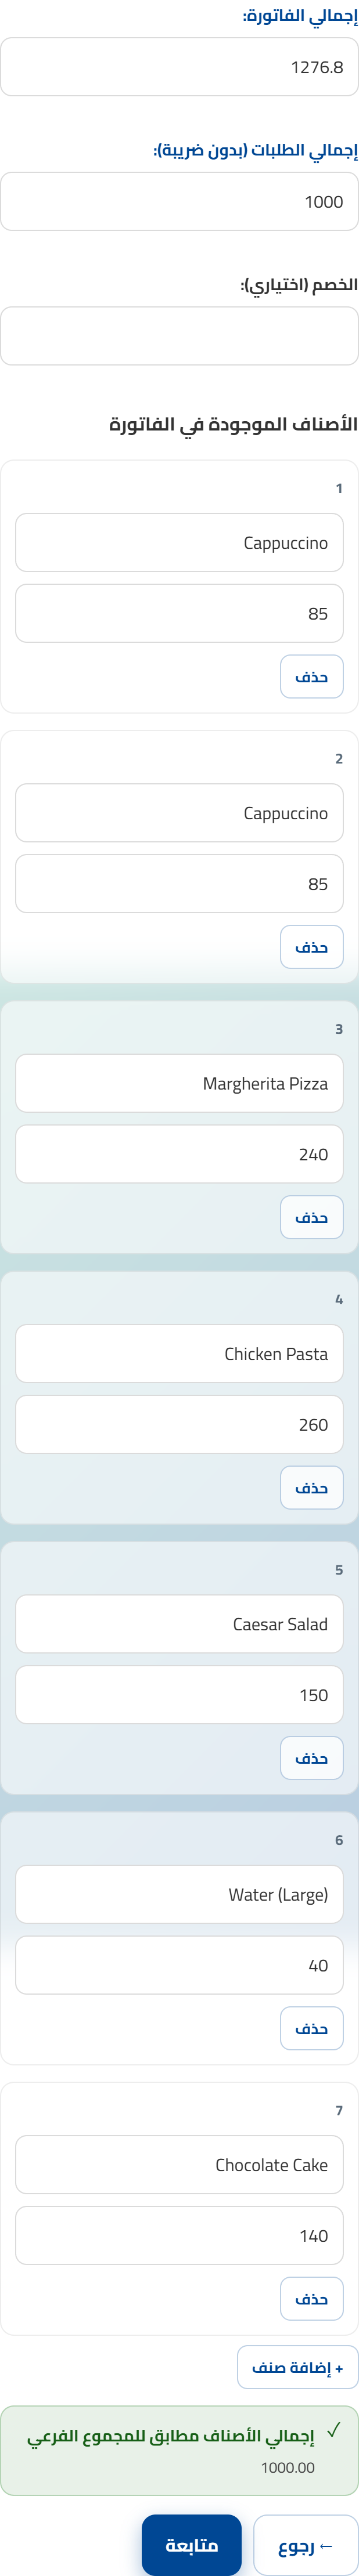 إجمالي الفاتورة:
1276.8
إجمالي الطلبات (بدون ضريبة):
1000
الخصم (اختياري):
الأصناف الموجودة في الفاتورة
1
Cappuccino
85
حذف
2
Cappuccino
85
حذف
3
Margherita Pizza
240
حذف
4
Chicken Pasta
260
حذف
5
Caesar Salad
150
حذف
6
Water (Large)
40
حذف
7
Chocolate Cake
140
حذف
+ إضافة صنف
✓ إجمالي الأصناف مطابق للمجموع الفرعي
1000.00
← رجوع
متابعة